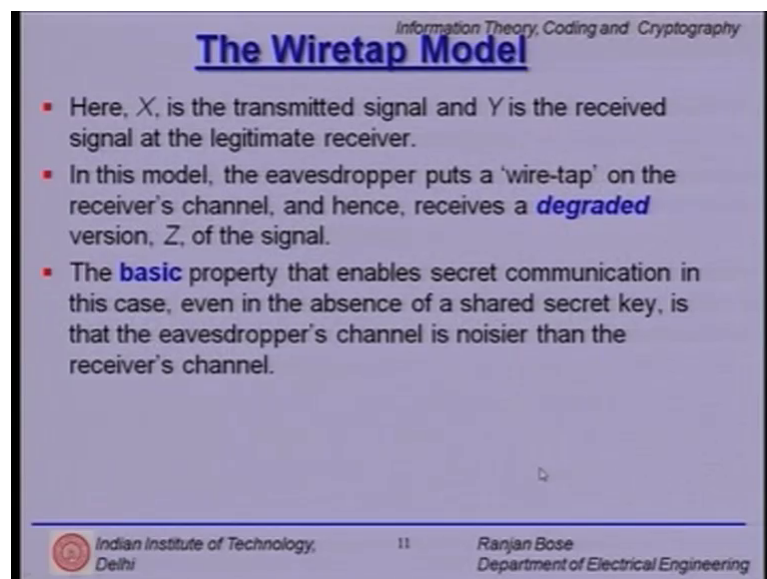 Information Theory, Coding and Cryptography
The Wiretap Model
Here, X, is the transmitted signal and Y is the received
signal at the legitimate receiver.
In this model, the eavesdropper puts a 'wire-tap' on the
receiver's channel, and hence, receives a degraded
version, Z, of the signal.
The basic property that enables secret communication in
this case, even in the absence of a shared secret key, is
that the eavesdropper's channel is noisier than the
receiver's channel.
Indian Institute of Technology,
Delhi
11
Ranjan Bose
Department of Electrical Engineering